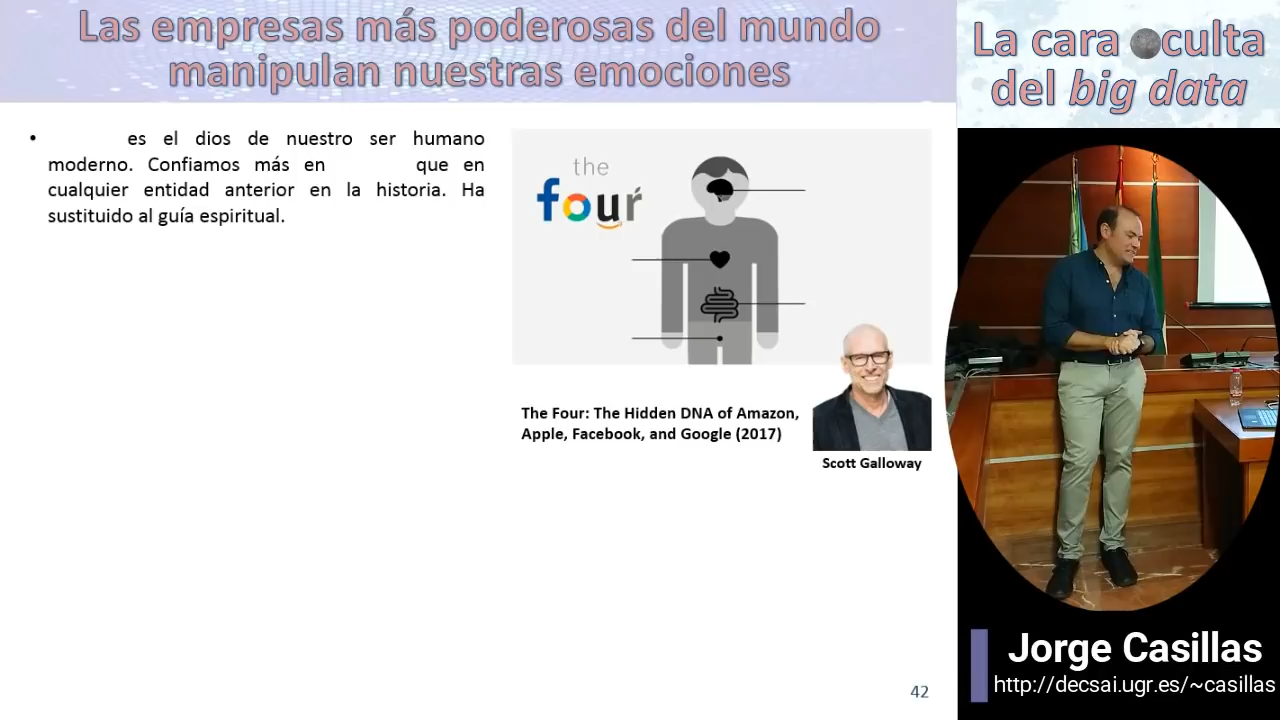 Las empresas más poderosas del mundo
manipulan nuestras emociones
• es el dios de nuestro ser humano
moderno. Confiamos más en que en
cualquier entidad anterior en la historia. Ha
sustituido al guía espiritual.
the
four
The Four: The Hidden DNA of Amazon,
Apple, Facebook, and Google (2017)
Scott Galloway
42
La cara culta
del big data
Jorge Casillas
http://decsai.ugr.es/~casillas